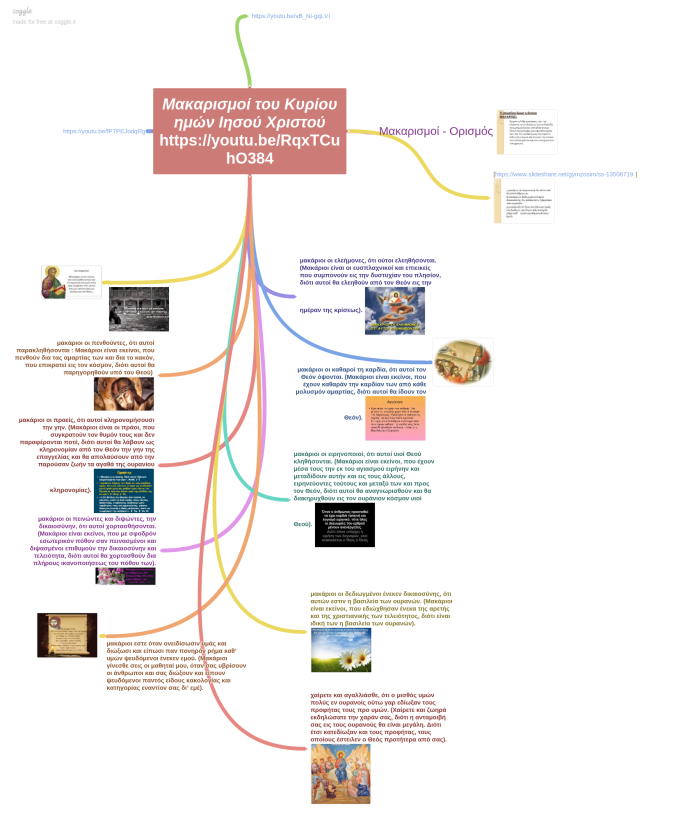 coggle
made for free at coggle.it
https://youtu.be/vB_Ni-gqLVI
Μακαρισμοί του Κυρίου
ημών Ιησού Χριστού
https://youtu.be/RqxTCu
hO384
Μακαρισμοί - Ορισμός
μακάριοι οι ελεήμονες, ότι ούτοι ελεηθήσονται.
(Μακάριοι είναι οι ευσπλαχνικοί και επιεικείς
που συμπονούν εις την δυστυχίαν του πλησίον,
διότι αυτοί θα ελεηθούν από τον Θεόν εις την
ημέραν της κρίσεως).
μακάριοι οι πενθούντες, ότι αυτοί
παρακληθήσονται : Μακάριοι είναι εκείνοι, που
πενθούν δια τας αμαρτίας των και δια το κακόν,
που επικρατεί εις τον κόσμον, διότι αυτοί θα
παρηγορηθούν υπό του Θεού)
μακάριοι οι καθαροί τη καρδία, ότι αυτοί τον
Θεόν όψονται. (Μακάριοι είναι εκείνοι, που
έχουν καθαράν την καρδίαν των από κάθε
μολυσμόν αμαρτίας, διότι αυτοί θα ίδουν τον
Θεόν).
μακάριοι οι πραείς, ότι αυτοί κληρονομήσουσι
την γην. (Μακάριοι είναι οι πράοι, που
συγκρατούν τον θυμόν τους και δεν
παραφέρονται ποτέ, διότι αυτοί θα λάβουν ως
κληρονομίαν από τον Θεόν την γην της
επαγγελίας και θα απολαύσουν από την
παρούσαν ζωήν τα αγαθά της ουρανίου
κληρονομίας).
μακάριοι οι ειρηνοποιοί, ότι αυτοί υιοί Θεού
κληθήσονται. (Μακάριοι είναι εκείνοι, που έχουν
μέσα τους την εκ του αγιασμού ειρήνην και
μεταδίδουν αυτήν και εις τους άλλους,
ειρηνεύοντες τούτους και μεταξύ των και προς
τον Θεόν, διότι αυτοί θα αναγνωρισθούν και θα
διακηρυχθούν εις τον ουράνιον κόσμον υιοί
Θεού).
μακάριοι οι πεινώντες και διψώντες, την
δικαιοσύνην, ότι αυτοί χορτασθήσονται.
(Μακάριοι είναι εκείνοι, που με σφοδρόν
εσωτερικόν πόθον σαν πεινασμένοι και
διψασμένοι επιθυμούν την δικαιοσύνην και
τελειότητα, διότι αυτοί θα χορτασθούν δια
πλήρους ικανοποιήσεως του πόθου των).
μακάριοι οι δεδιωγμένοι ένεκεν δικαιοσύνης, ότι
αυτών εστιν η βασιλεία των ουρανών. (Μακάριοι
είναι εκείνοι, που εδιώχθησαν ένεκα της αρετής
και της χριστιανικής των τελειότητος, διότι είναι
ιδική των η βασιλεία των ουρανών).
μακάριοι εστε όταν ονειδίσωσιν υμάς και
διώξωσι και είπωσι παν πονηρόν ρήμα καθ'
υμών ψευδόμενοι ένεκεν εμού. (Μακάριοι
γίνεσθε σεις οι μαθηταί μου, όταν σας υβρίσουν
οι άνθρωποι και σας διώξουν και είπουν
ψευδόμενοι παντός είδους κακολογίας και
κατηγορίας εναντίον σας δι' εμέ).
χαίρετε και αγαλλιάσθε, ότι ο μισθός υμών
πολύς εν ουρανοίς ούτω γαρ εδίωξαν τους
προφήτας τους προ υμών. (Χαίρετε και ζωηρά
εκδηλώσατε την χαράν σας, διότι η ανταμοιβή
σας εις τους ουρανούς θα είναι μεγάλη. Διότι
έτσι κατεδίωξαν και τους προφήτας, τους
οποίους έστειλεν ο Θεός προτήτερα από σας).